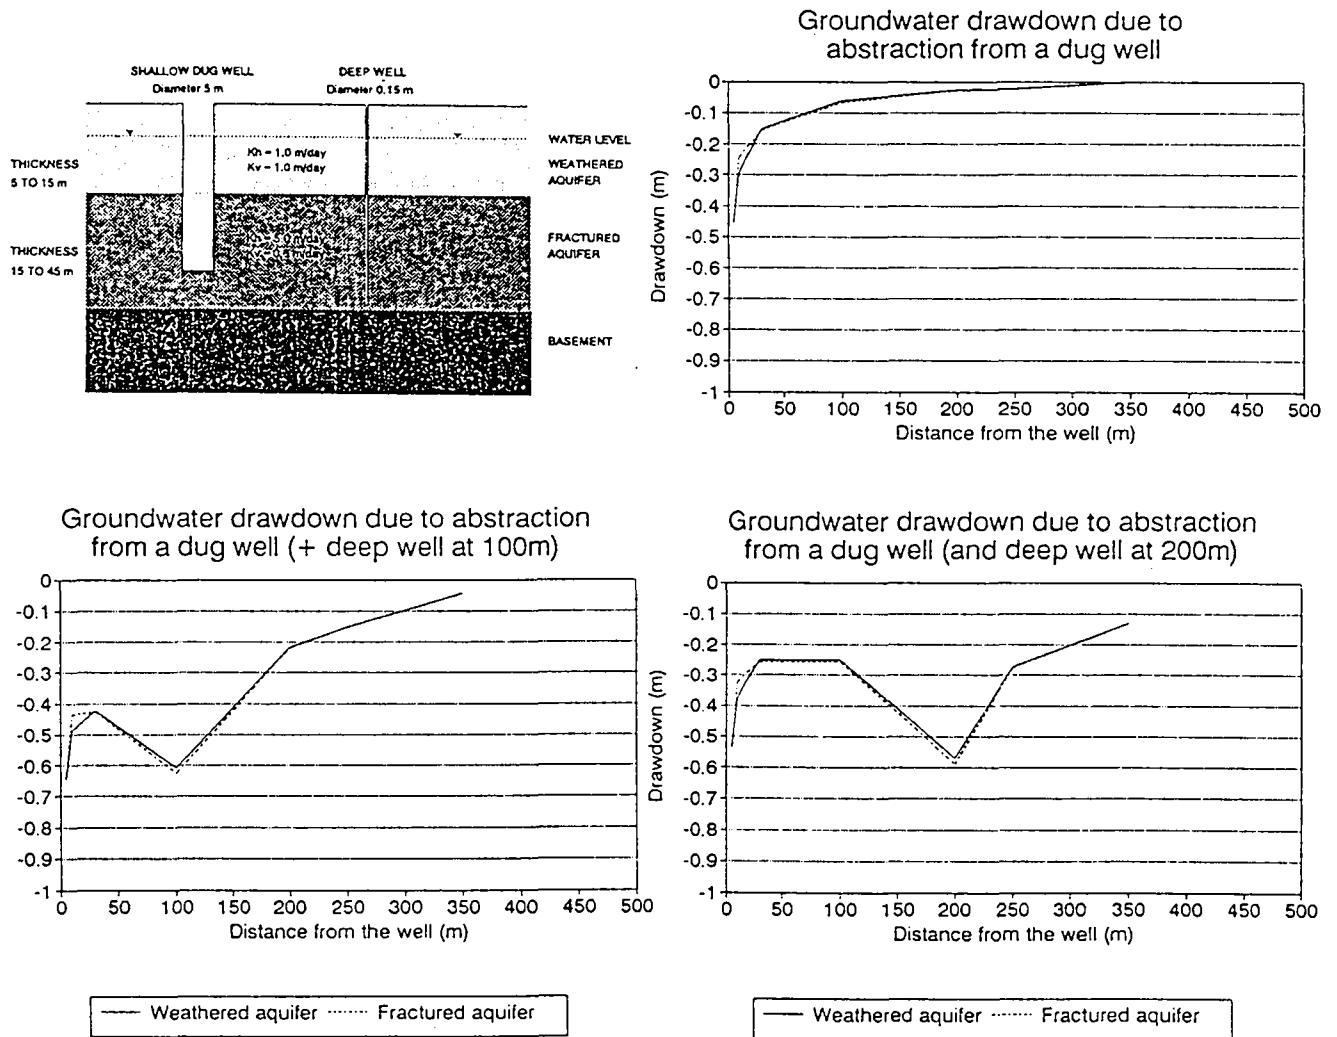 SHALLOW DUG WELL
Diameter 5 m
DEEP WELL
Diameter 0.15 m
WATER LEVEL
Kh = 1.0 m/day
Kv = 1.0 m/day
THICKNESS
5 TO 15 m
WEATHERED
AQUIFER
THICKNESS
15 TO 45 m
FRACTURED
AQUIFER
BASEMENT
Groundwater drawdown due to
abstraction from a dug well
0
-0.1
-0.2
-0.3
-0.4
-0.5
-0.6
-0.7
-0.8
-0.9
-1
Drawdown (m)
0 50 100 150 200 250 300 350 400 450 500
Distance from the well (m)
Groundwater drawdown due to abstraction
from a dug well (+ deep well at 100m)
0
-0.1
-0.2
-0.3
-0.4
-0.5
-0.6
-0.7
-0.8
-0.9
-1
0 50 100 150 200 250 300 350 400 450 500
Distance from the well (m)
Weathered aquifer Fractured aquifer
Groundwater drawdown due to abstraction
from a dug well (and deep well at 200m)
0
-0.1
-0.2
-0.3
-0.4
-0.5
-0.6
-0.7
-0.8
-0.9
-1
Drawdown (m)
0 50 100 150 200 250 300 350 400 450 500
Distance from the well (m)
Weathered aquifer Fractured aquifer